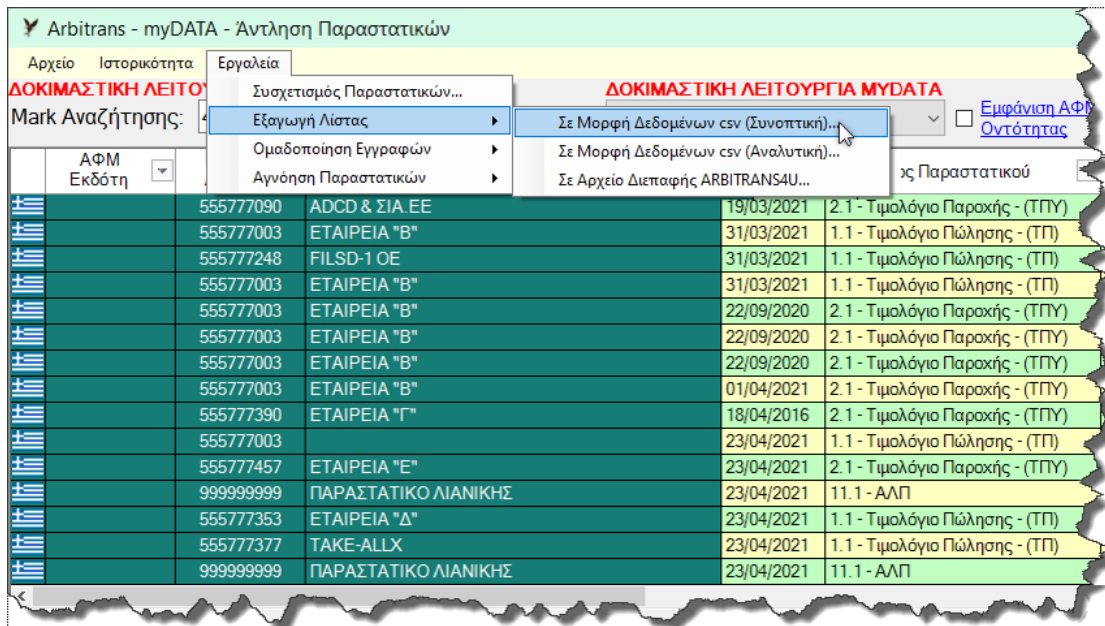 Arbitrans - myDATA - Άντληση Παραστατικών
Αρχείο Ιστορικότητα Εργαλεία
ΔΟΚΙΜΑΣΤΙΚΗ ΔΟΚΙΜΑΣΤΙΚΗ ΛΕΙΤΟΥΡΓΙΑ MYDATA
Συσχετισμός Παραστατικών...
Mark Αναζήτησης: Εμφάνιση ΑΦΜ
Οντότητας
Εξαγωγή Λίστας
Σε Μορφή Δεδομένων csv (Συνοπτική)...
Ομαδοποίηση Εγγραφών
Σε Μορφή Δεδομένων csv (Αναλυτική)...
Αγνόηση Παραστατικών
Σε Αρχείο Διεπαφής ARBITRANS4U...
ΑΦΜ
Εκδότη
ος Παραστατικού
555777090 ADCD & ΣΙΑ.ΕΕ 19/03/2021 2.1 - Τιμολόγιο Παροχής - (ΤΠΥ)
555777003 ΕΤΑΙΡΕΙΑ "Β" 31/03/2021 1.1 - Τιμολόγιο Πώλησης - (ΤΠ)
555777248 FILSD-1 ΟΕ 31/03/2021 1.1 - Τιμολόγιο Πώλησης - (ΤΠ)
555777003 ΕΤΑΙΡΕΙΑ "Β" 31/03/2021 1.1 - Τιμολόγιο Πώλησης - (ΤΠ)
555777003 ΕΤΑΙΡΕΙΑ "Β" 22/09/2020 2.1 - Τιμολόγιο Παροχής - (ΤΠΥ)
555777003 ΕΤΑΙΡΕΙΑ "Β" 22/09/2020 2.1 - Τιμολόγιο Παροχής - (ΤΠΥ)
555777003 ΕΤΑΙΡΕΙΑ "Β" 22/09/2020 2.1 - Τιμολόγιο Παροχής - (ΤΠΥ)
555777003 ΕΤΑΙΡΕΙΑ "Β" 01/04/2021 2.1 - Τιμολόγιο Παροχής - (ΤΠΥ)
555777390 ΕΤΑΙΡΕΙΑ "Γ" 18/04/2016 2.1 - Τιμολόγιο Παροχής - (ΤΠΥ)
555777003 23/04/2021 1.1 - Τιμολόγιο Πώλησης - (ΤΠ)
555777457 ΕΤΑΙΡΕΙΑ "Ε" 23/04/2021 2.1 - Τιμολόγιο Παροχής - (ΤΠΥ)
999999999 ΠΑΡΑΣΤΑΤΙΚΟ ΛΙΑΝΙΚΗΣ 23/04/2021 11.1 - ΑΛΠ
555777353 ΕΤΑΙΡΕΙΑ "Δ" 23/04/2021 1.1 - Τιμολόγιο Πώλησης - (ΤΠ)
555777377 TAKE-ALLX 23/04/2021 1.1 - Τιμολόγιο Πώλησης - (ΤΠ)
999999999 ΠΑΡΑΣΤΑΤΙΚΟ ΛΙΑΝΙΚΗΣ 23/04/2021 11.1 - ΑΛΠ